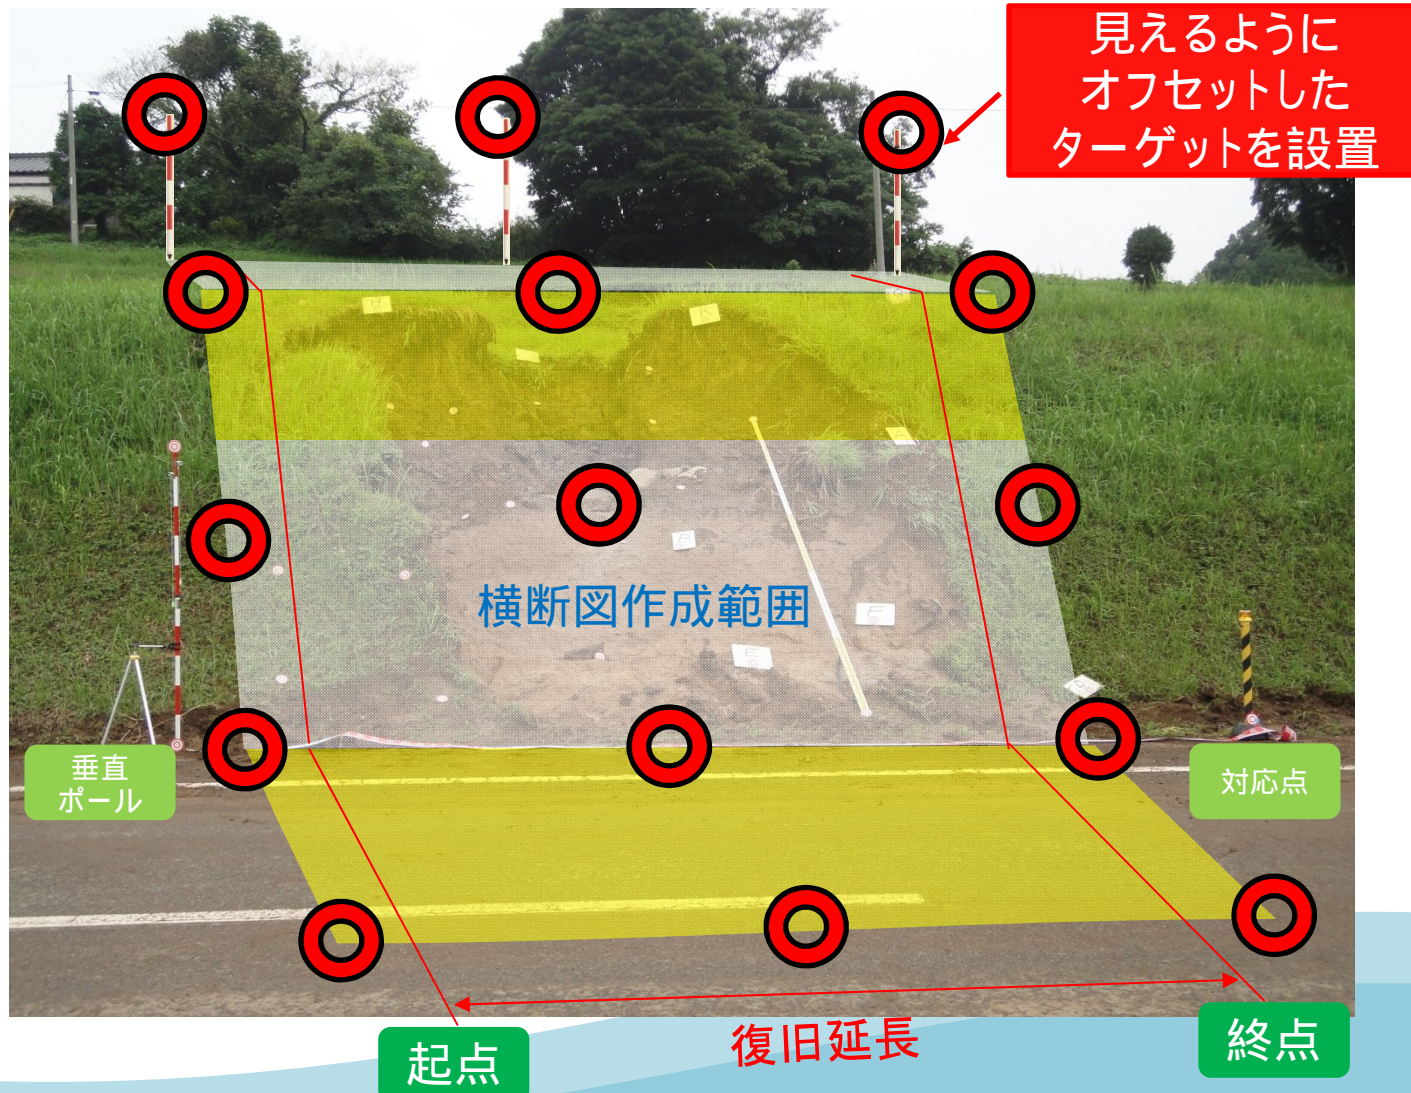 見えるように
オフセットした
ターゲットを設置
横断図作成範囲
垂直
ポール
対応点
起点
復旧延長
終点